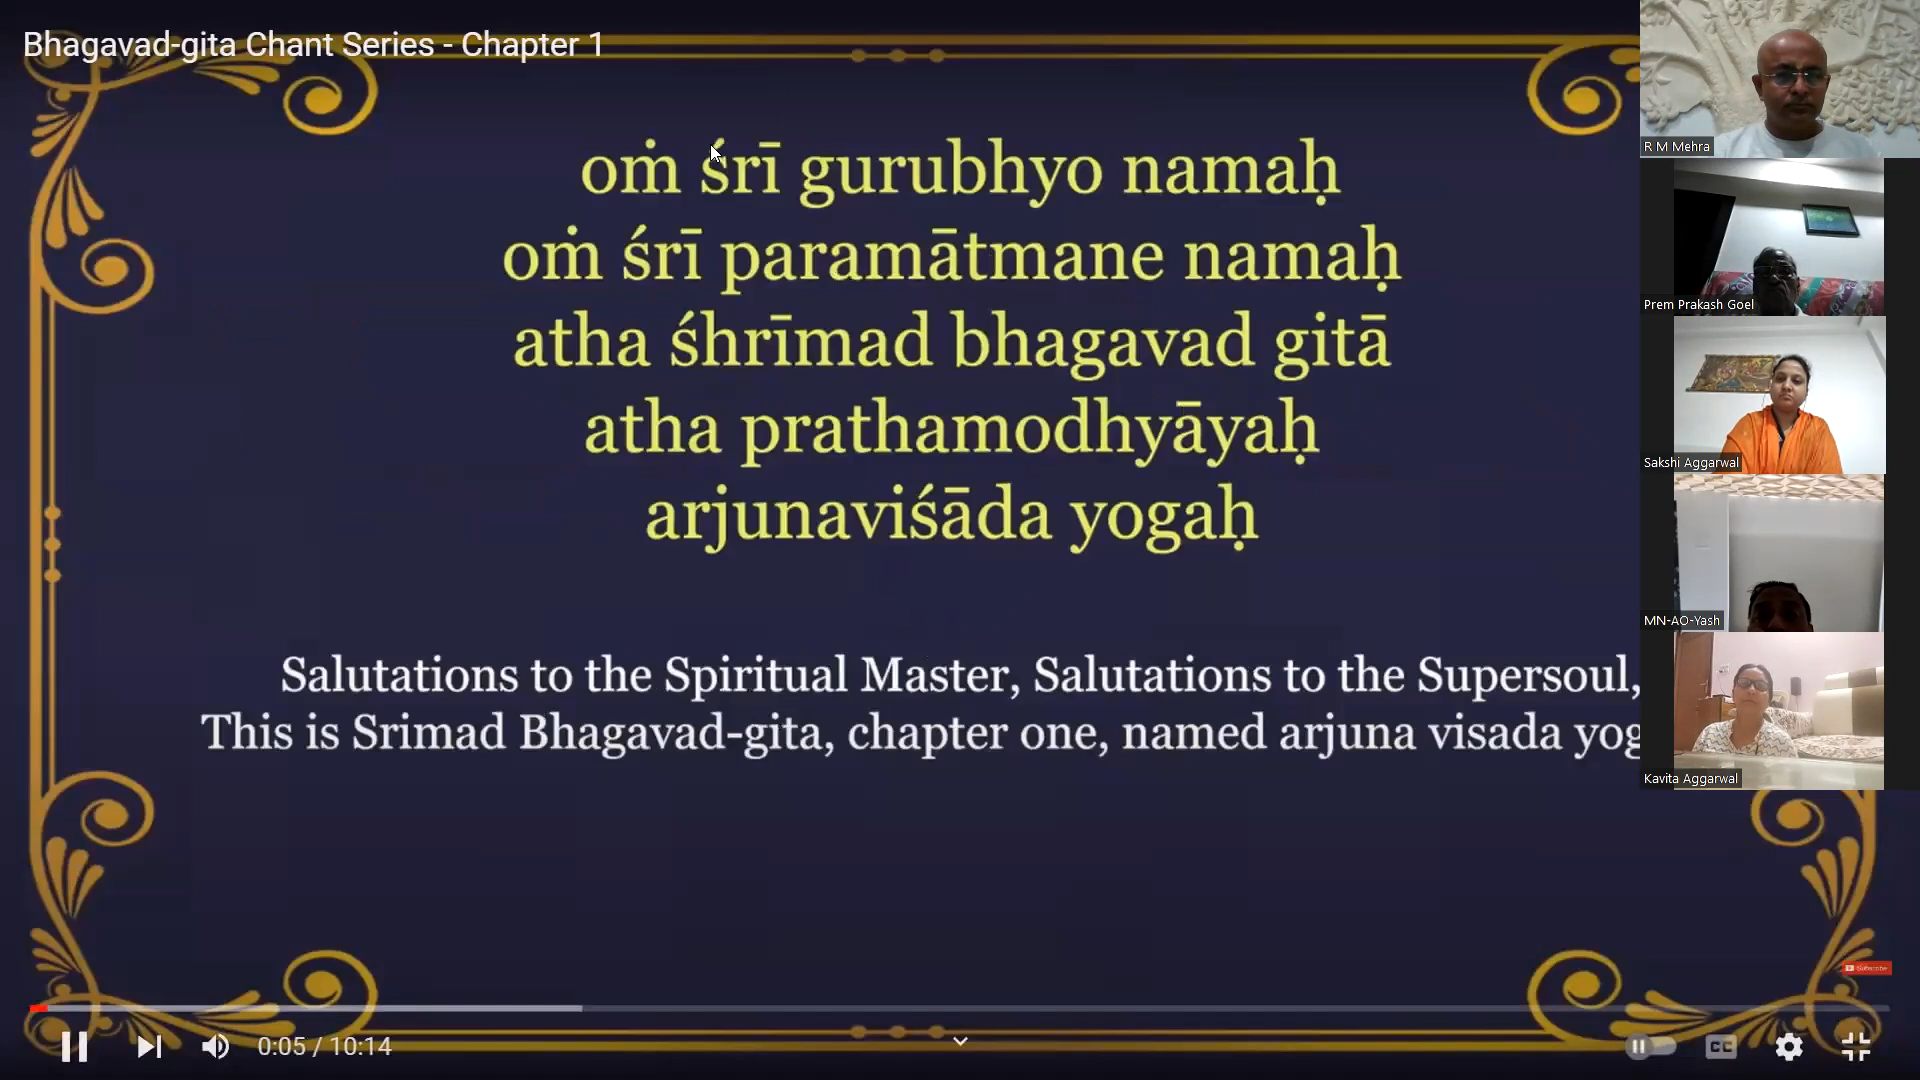 Bhagavad-gita Chant Series - Chapter 1
oṁ śrī gurubhyo namaḥ
oṁ śrī paramātmane namaḥ
atha śhrīmad bhagavad gitā
atha prathamodhyāyaḥ
arjunaviśāda yogaḥ
Salutations to the Spiritual Master, Salutations to the Supersoul,
This is Srimad Bhagavad-gita, chapter one, named arjuna visada yog
R M Mehra
Prem Prakash Goel
Sakshi Aggarwal
MN-AO-Yash
Kavita Aggarwal
Subscribe
0:05 / 10:14
CC